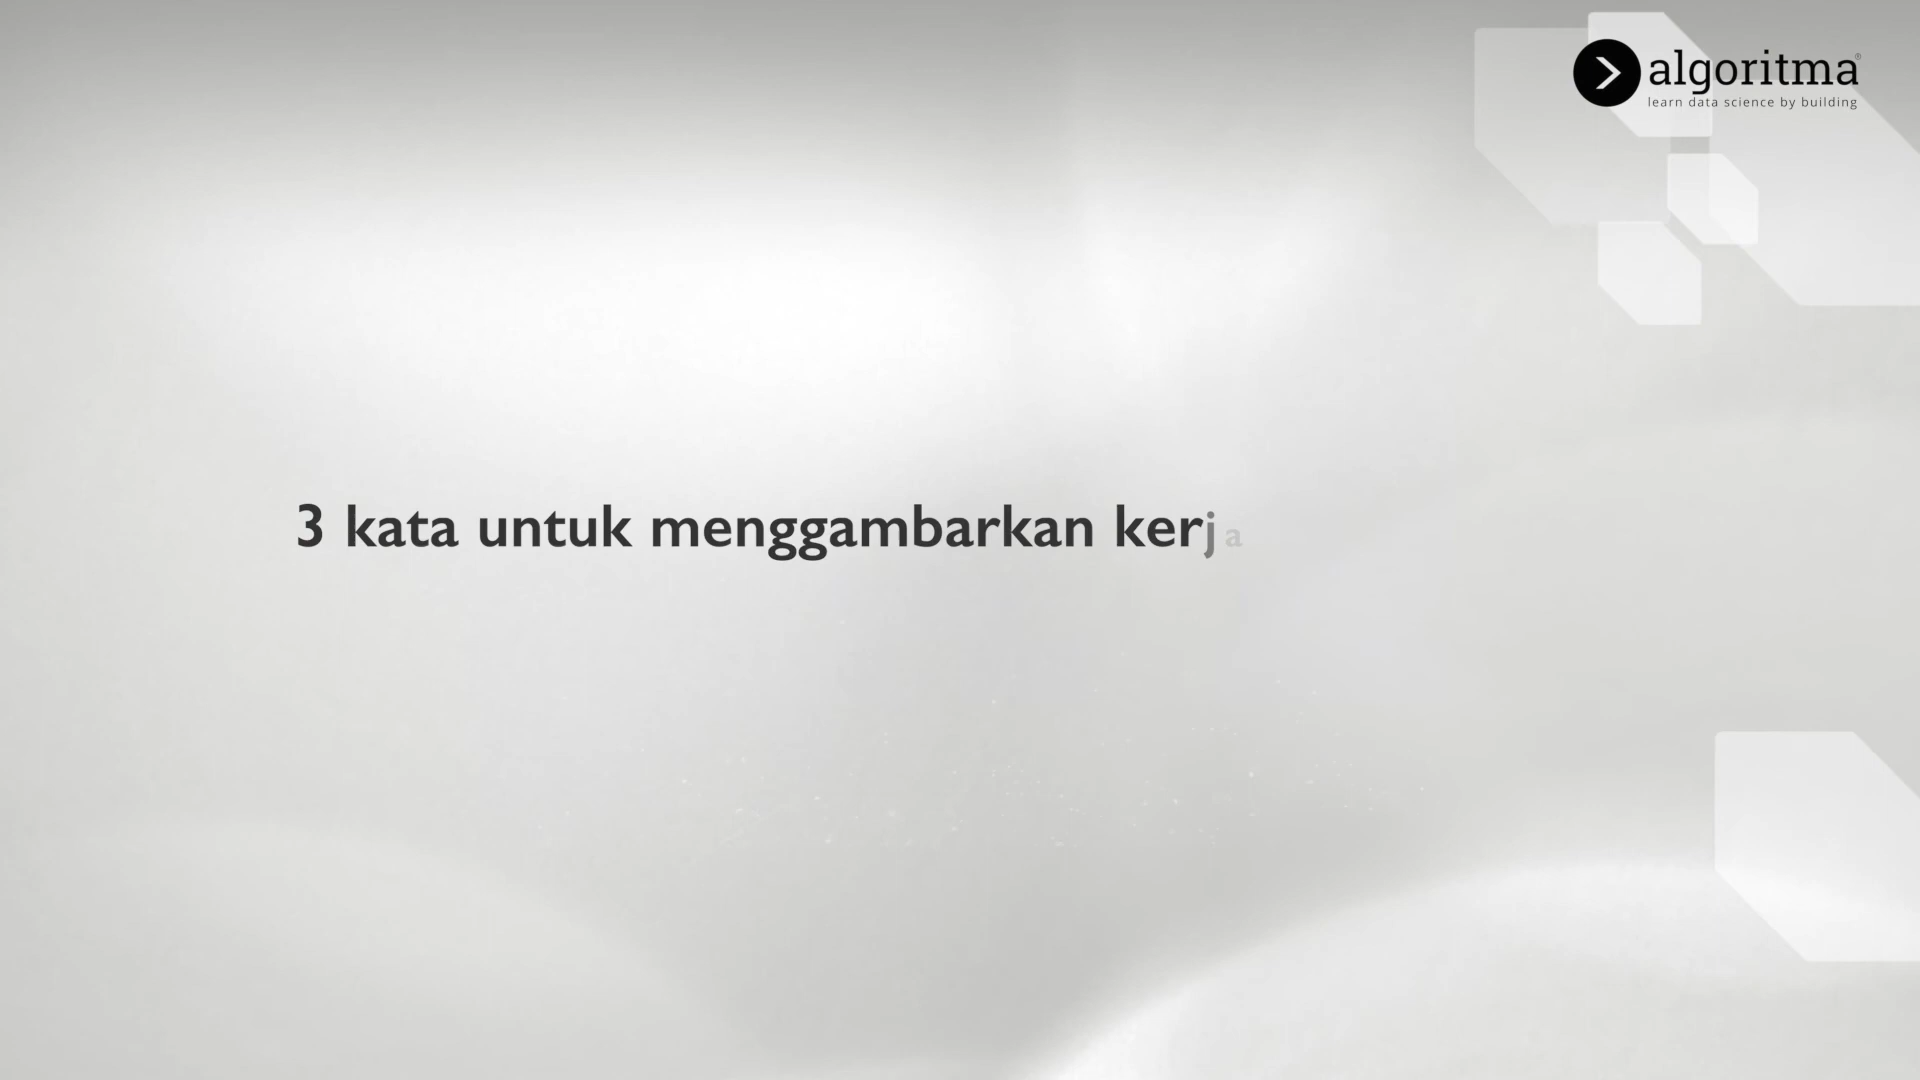 algoritma
learn data science by building
3 kata untuk menggambarkan kerja